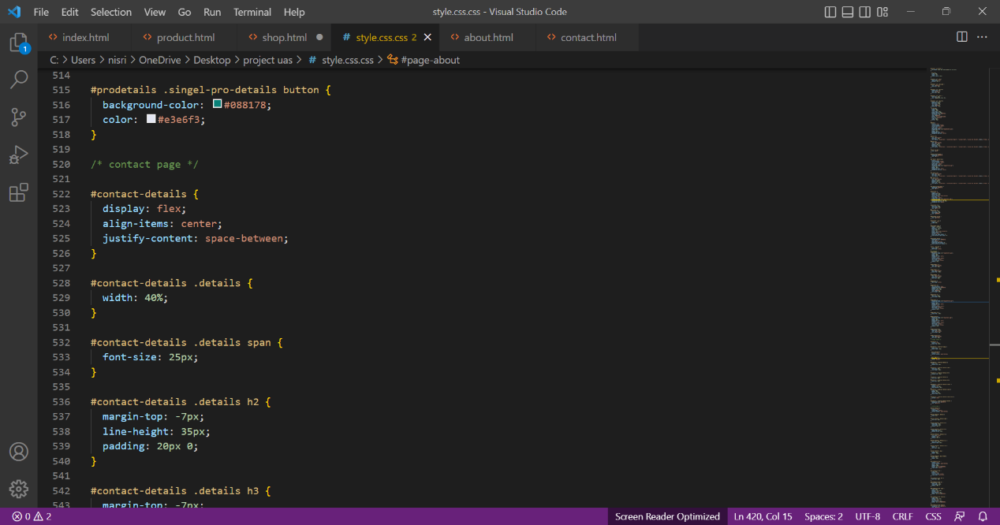 File Edit Selection View Go Run Terminal Help style.css.css - Visual Studio Code
index.html product.html shop.html # style.css.css 2 about.html contact.html
C: > Users > nisri > OneDrive > Desktop > project uas > # style.css.css > #page-about
1
514
515 #prodetails .singel-pro-details button {
516 background-color: #088178;
517 color: #e3e6f3;
518 }
519
520 /* contact page */
521
522 #contact-details {
523 display: flex;
524 align-items: center;
525 justify-content: space-between;
526 }
527
528 #contact-details .details {
529 width: 40%;
530 }
531
532 #contact-details .details span {
533 font-size: 25px;
534 }
535
536 #contact-details .details h2 {
537 margin-top: -7px;
538 line-height: 35px;
539 padding: 20px 0;
540 }
541
542 #contact-details .details h3 {
543 margin-top: -7px;
0 2 Screen Reader Optimized Ln 420, Col 15 Spaces: 2 UTF-8 CRLF CSS